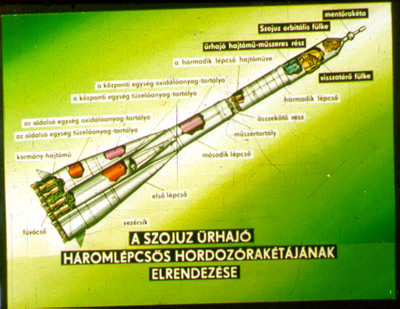 mentőrakéta
Szojuz orbitális fülke
űrhajó hajtómű-műszeres rész
a harmadik lépcső hajtóműve
visszatérő fülke
a központi egység oxidálóanyag-tartálya
a központi egység tüzelőanyag-tartálya
harmadik lépcső
összekötő rész
az oldalsó egység oxidálóanyag-tartálya
az oldalsó egység tüzelőanyag-tartálya
műszertartály
kormány-hajtómű
második lépcső
első lépcső
vezérsík
fúvócső
A SZOJUZ ŰRHAJÓ
HÁROMLÉPCSŐS HORDOZÓRAKÉTÁJÁNAK
ELRENDEZÉSE